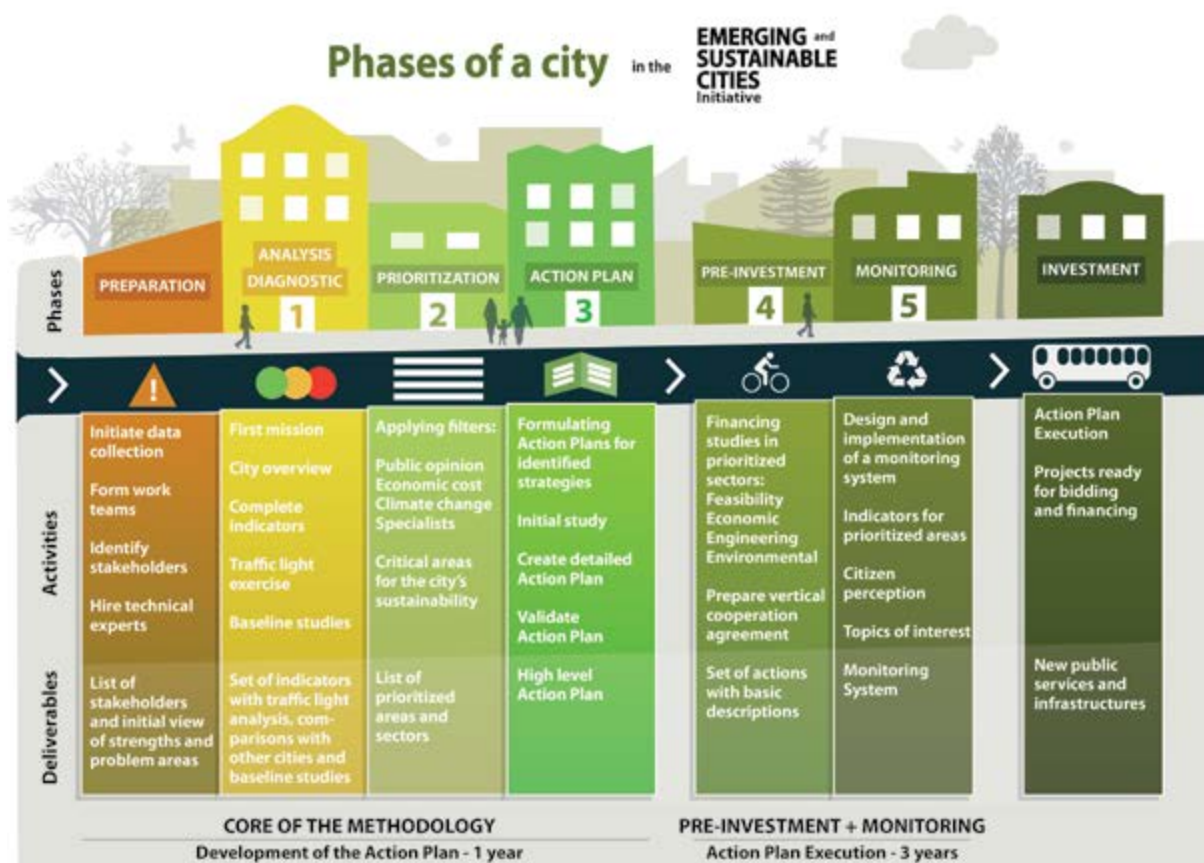 Phases of a city in the EMERGING and
SUSTAINABLE
CITIES
Initiative
Phases
PREPARATION
ANALYSIS
DIAGNOSTIC
1
PRIORITIZATION
2
ACTION PLAN
3
PRE-INVESTMENT
4
MONITORING
5
INVESTMENT
!
Activities
Initiate data
collection
Form work
teams
Identify
stakeholders
Hire technical
experts
First mission
City overview
Complete
indicators
Traffic light
exercise
Baseline studies
Applying filters:
Public opinion
Economic cost
Climate change
Specialists
Critical areas
for the city's
sustainability
Formulating
Action Plans for
identified
strategies
Initial study
Create detailed
Action Plan
Validate
Action Plan
Financing
studies in
prioritized
sectors:
Feasibility
Economic
Engineering
Environmental
Prepare vertical
cooperation
agreement
Design and
implementation
of a monitoring
system
Indicators for
prioritized areas
Citizen
perception
Topics of interest
Action Plan
Execution
Projects ready
for bidding
and financing
Deliverables
List of
stakeholders
and initial view
of strengths and
problem areas
Set of indicators
with traffic light
analysis, com-
parisons with
other cities and
baseline studies
List of
prioritized
areas and
sectors
High level
Action Plan
Set of actions
with basic
descriptions
Monitoring
System
New public
services and
infrastructures
CORE OF THE METHODOLOGY
Development of the Action Plan - 1 year
PRE-INVESTMENT + MONITORING
Action Plan Execution - 3 years